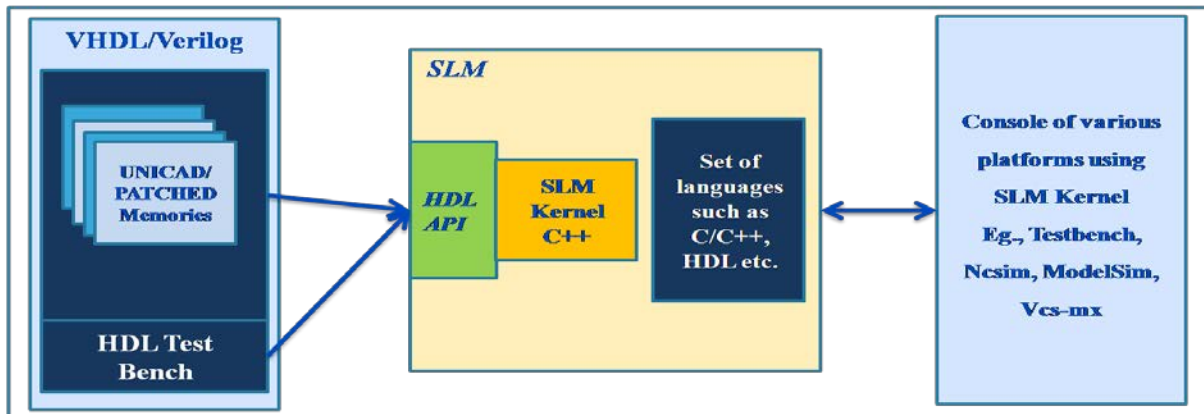 VHDL/Verilog
UNICAD/
PATCHED
Memories
HDL Test
Bench
SLM
HDL
API
SLM
Kernel
C++
Set of
languages
such as
C/C++,
HDL etc.
Console of various
platforms using
SLM Kernel
Eg., Testbench,
Ncsim, ModelSim,
Vcs-mx